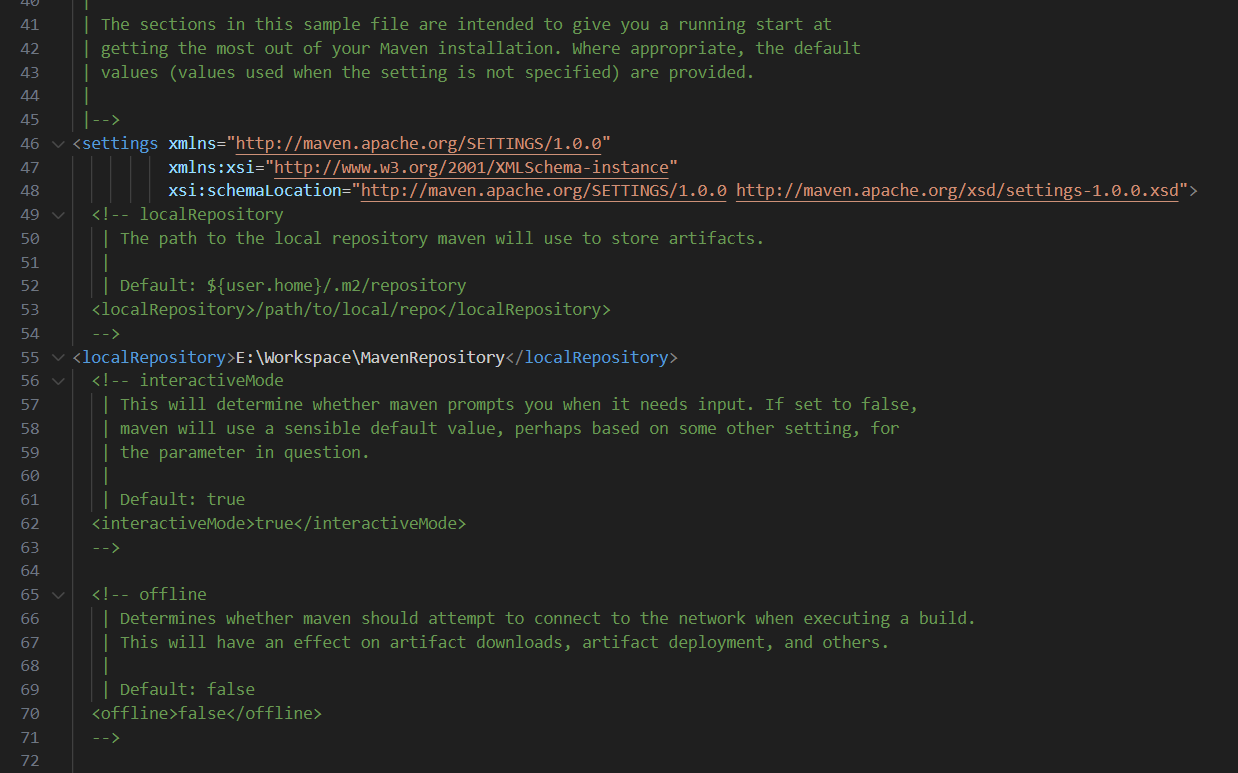 40 |
41 | The sections in this sample file are intended to give you a running start at
42 | getting the most out of your Maven installation. Where appropriate, the default
43 | values (values used when the setting is not specified) are provided.
44 |
45 |-->
46 <settings xmlns="http://maven.apache.org/SETTINGS/1.0.0"
47 xmlns:xsi="http://www.w3.org/2001/XMLSchema-instance"
48 xsi:schemaLocation="http://maven.apache.org/SETTINGS/1.0.0 http://maven.apache.org/xsd/settings-1.0.0.xsd">
49 <!-- localRepository
50 | The path to the local repository maven will use to store artifacts.
51 |
52 | Default: ${user.home}/.m2/repository
53 <localRepository>/path/to/local/repo</localRepository>
54 -->
55 <localRepository>E:\Workspace\MavenRepository</localRepository>
56 <!-- interactiveMode
57 | This will determine whether maven prompts you when it needs input. If set to false,
58 | maven will use a sensible default value, perhaps based on some other setting, for
59 | the parameter in question.
60 |
61 | Default: true
62 <interactiveMode>true</interactiveMode>
63 -->
64
65 <!-- offline
66 | Determines whether maven should attempt to connect to the network when executing a build.
67 | This will have an effect on artifact downloads, artifact deployment, and others.
68 |
69 | Default: false
70 <offline>false</offline>
71 -->
72